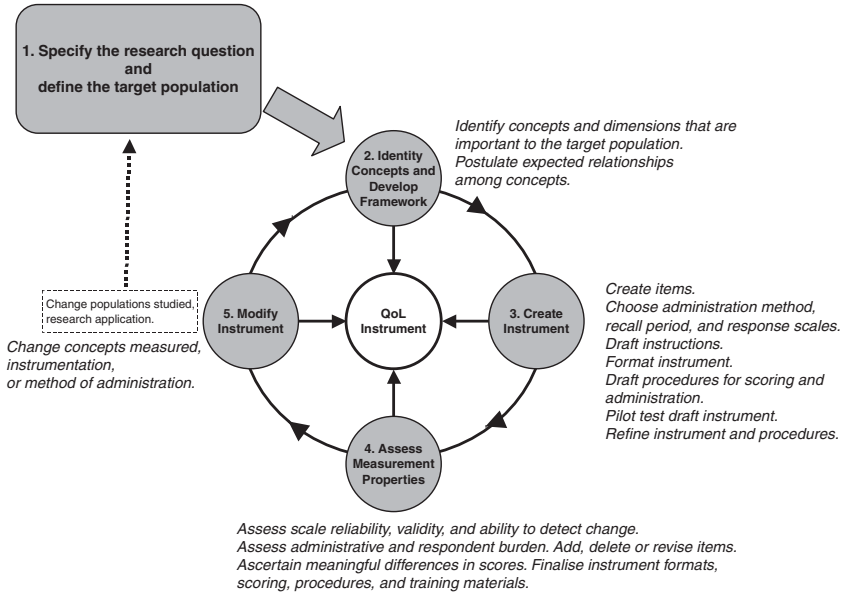 1. Specify the research question
and
define the target population
Identify concepts and dimensions that are
important to the target population.
Postulate expected relationships
among concepts.
2. Identity
Concepts and
Develop
Framework
Change populations studied,
research application.
Change concepts measured,
instrumentation,
or method of administration.
5. Modify
Instrument
QoL
Instrument
3. Create
Instrument
Create items.
Choose administration method,
recall period, and response scales.
Draft instructions.
Format instrument.
Draft procedures for scoring and
administration.
Pilot test draft instrument.
Refine instrument and procedures.
4. Assess
Measurement
Properties
Assess scale reliability, validity, and ability to detect change.
Assess administrative and respondent burden. Add, delete or revise items.
Ascertain meaningful differences in scores. Finalise instrument formats,
scoring, procedures, and training materials.